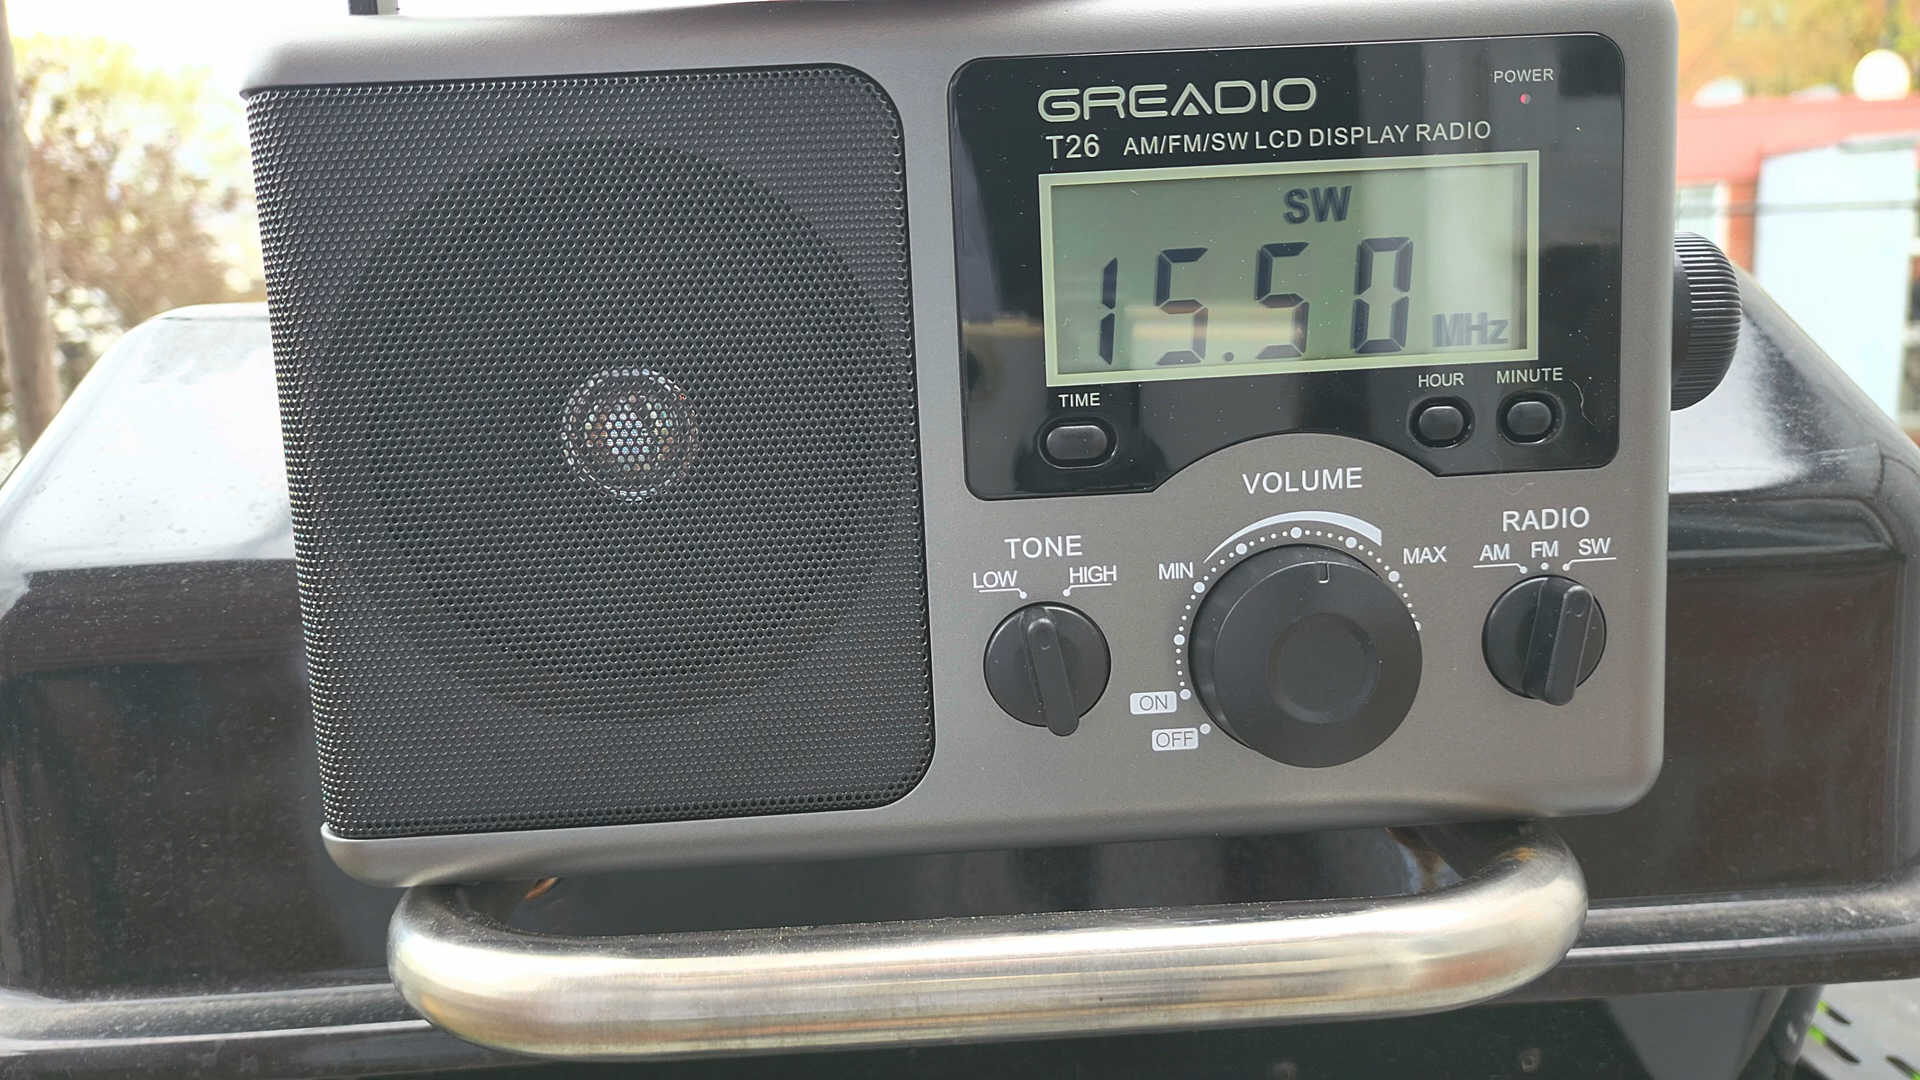 GREADIO
POWER
T26 AM/FM/SW LCD DISPLAY RADIO
SW
15.50 MHz
TIME
HOUR MINUTE
VOLUME
MIN MAX
ON
OFF
TONE
LOW HIGH
RADIO
AM FM SW